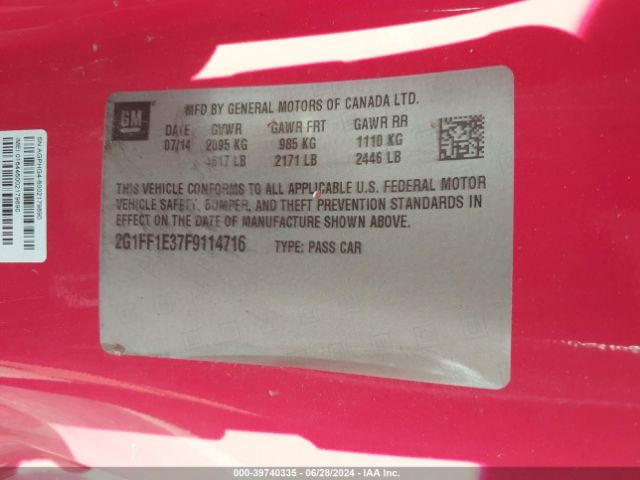 GM
MFD BY GENERAL MOTORS OF CANADA LTD.
DATE GVWR GAWR FRT GAWR RR
07/14 2095 KG 985 KG 1110 KG
4617 LB 2171 LB 2446 LB
THIS VEHICLE CONFORMS TO ALL APPLICABLE U.S. FEDERAL MOTOR
VEHICLE SAFETY, BUMPER, AND THEFT PREVENTION STANDARDS IN
EFFECT ON THE DATE OF MANUFACTURE SHOWN ABOVE.
2G1FF1E37F9114716 TYPE: PASS CAR
000-39740335 - 06/28/2024 - IAA Inc.